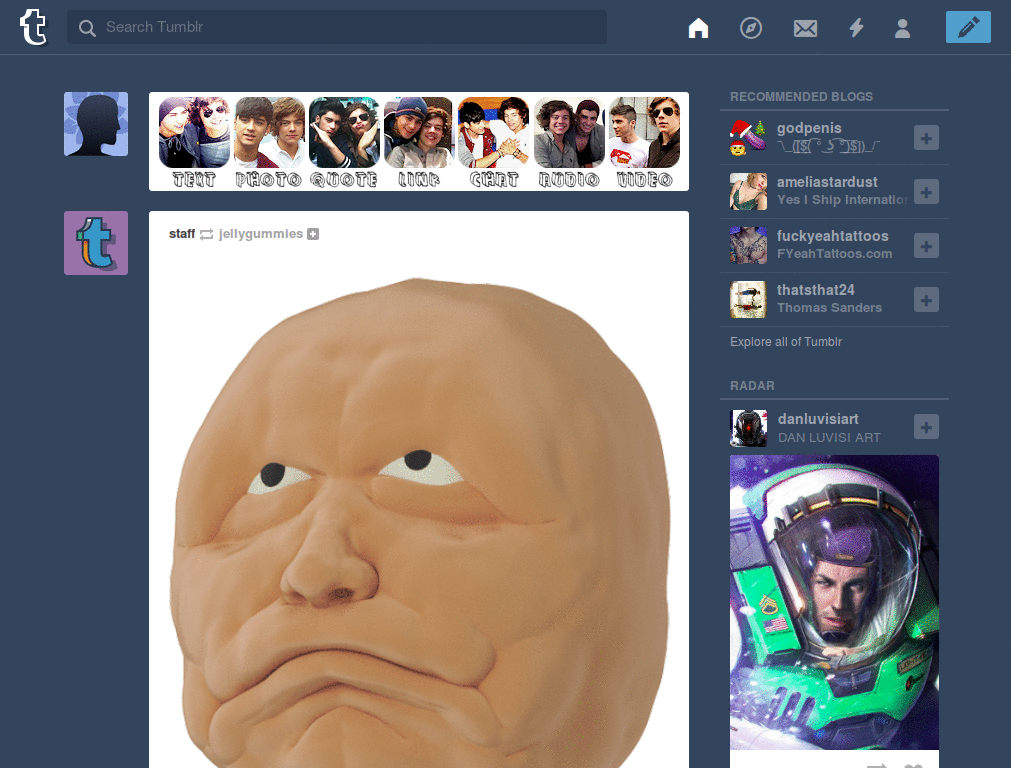 Search Tumblr
TEXT PHOTO QUOTE LINK CHAT AUDIO VIDEO
staff jellygummies
RECOMMENDED BLOGS
godpenis
ameliastardust
Yes I Ship Internatio
fuckyeahtattoos
FYeahTattoos.com
thatsthat24
Thomas Sanders
Explore all of Tumblr
RADAR
danluvisiart
DAN LUVISI ART